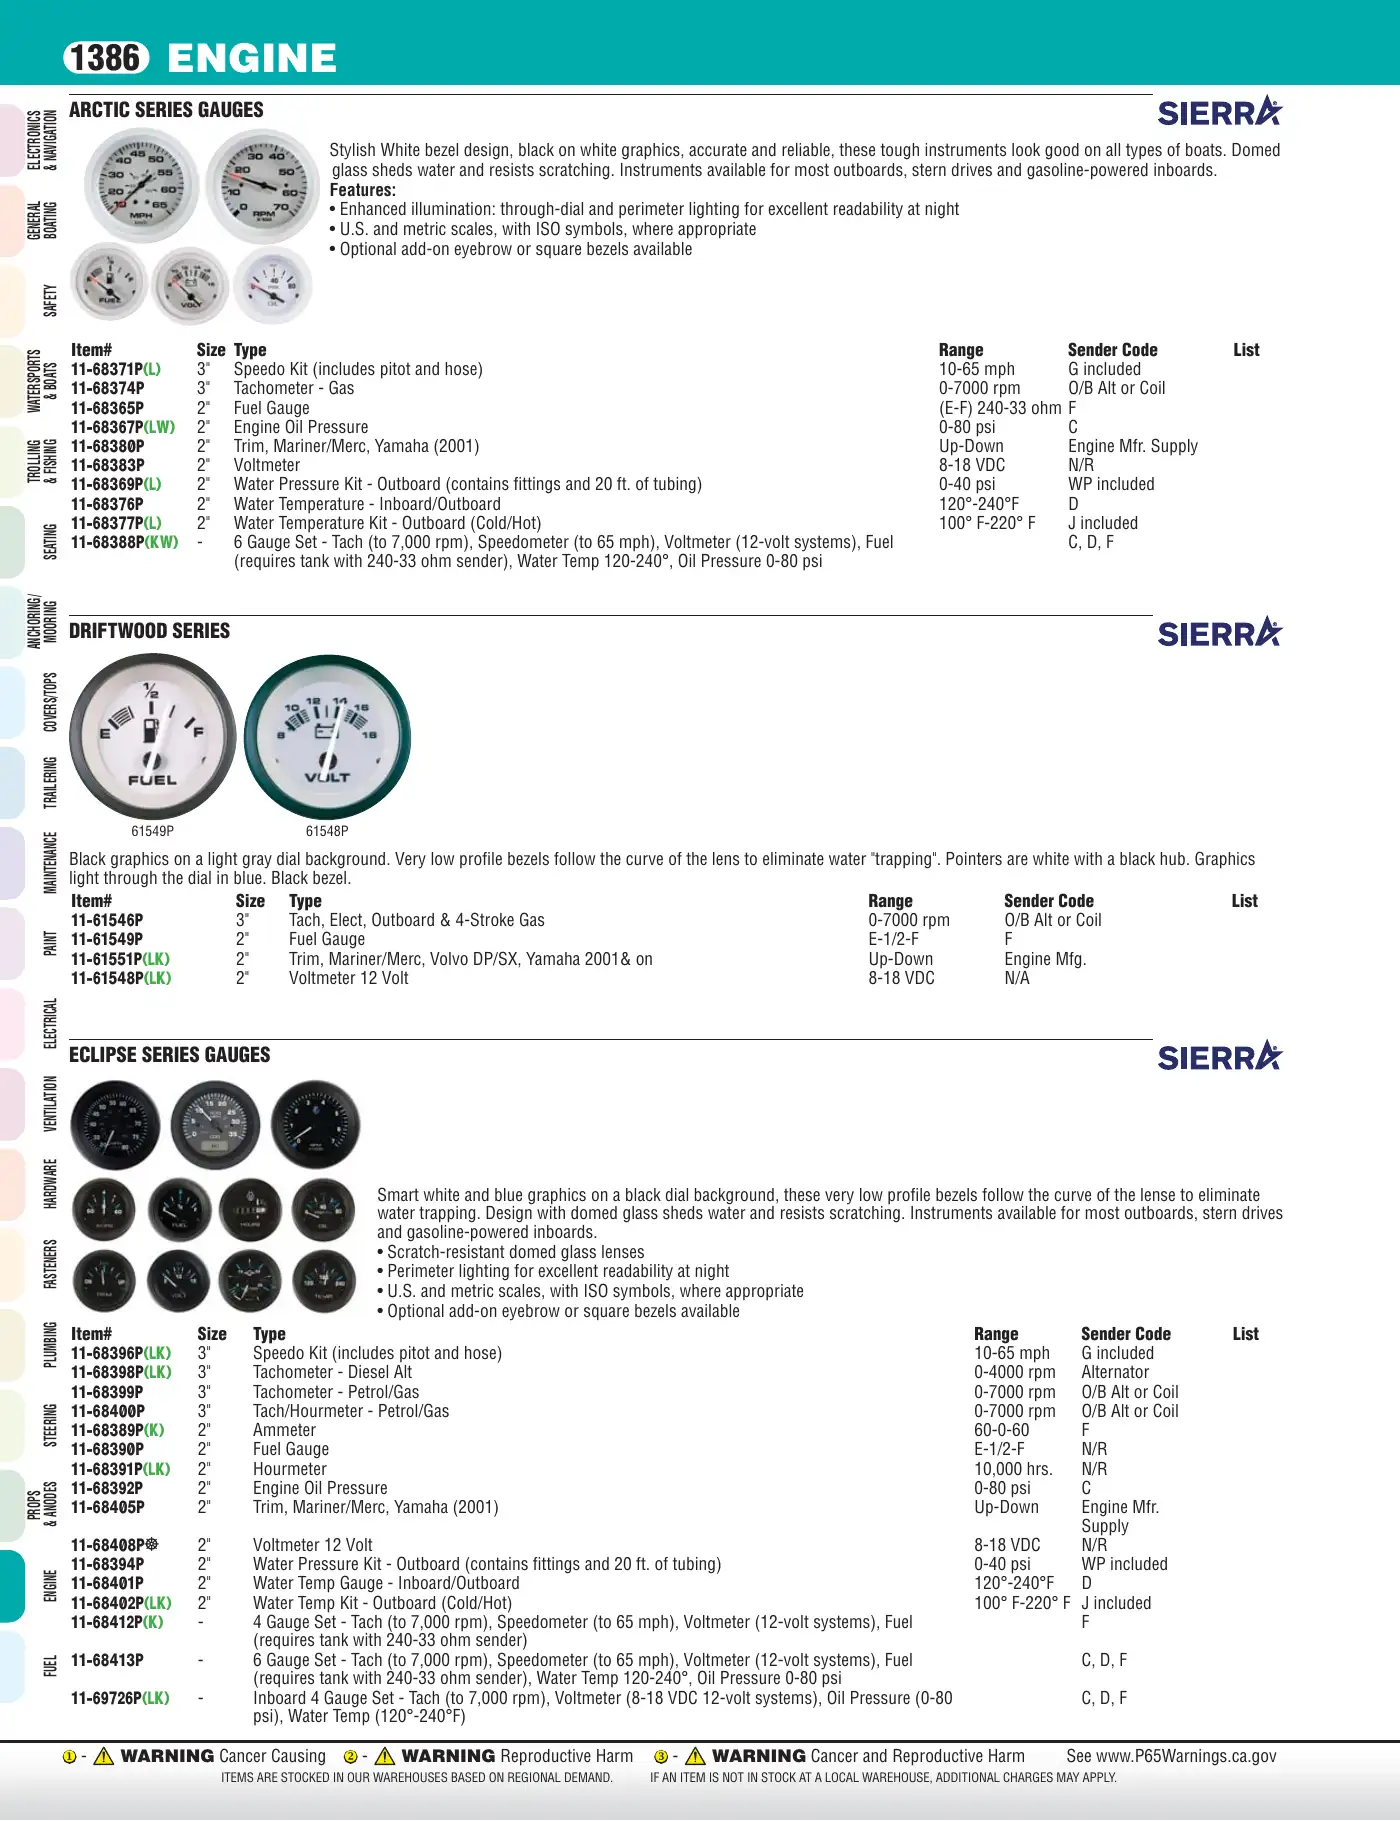 1386 ENGINE
ARCTIC SERIES GAUGES
SIERRA
Stylish White bezel design, black on white graphics, accurate and reliable, these tough instruments look good on all types of boats. Domed
glass sheds water and resists scratching. Instruments available for most outboards, stern drives and gasoline-powered inboards.
Features:
• Enhanced illumination: through-dial and perimeter lighting for excellent readability at night
• U.S. and metric scales, with ISO symbols, where appropriate
• Optional add-on eyebrow or square bezels available
Item# Size Type Range Sender Code List
11-68371P(L) 3" Speedo Kit (includes pitot and hose) 10-65 mph G included
11-68374P 3" Tachometer - Gas 0-7000 rpm O/B Alt or Coil
11-68365P 2" Fuel Gauge (E-F) 240-33 ohm F
11-68367P(LW) 2" Engine Oil Pressure 0-80 psi C
11-68380P 2" Trim, Mariner/Merc, Yamaha (2001) Up-Down Engine Mfr. Supply
11-68383P 2" Voltmeter 8-18 VDC N/R
11-68369P(L) 2" Water Pressure Kit - Outboard (contains fittings and 20 ft. of tubing) 0-40 psi WP included
11-68376P 2" Water Temperature - Inboard/Outboard 120°-240°F D
11-68377P(L) 2" Water Temperature Kit - Outboard (Cold/Hot) 100° F-220° F J included
11-68388P(KW) - 6 Gauge Set - Tach (to 7,000 rpm), Speedometer (to 65 mph), Voltmeter (12-volt systems), Fuel C, D, F
(requires tank with 240-33 ohm sender), Water Temp 120-240°, Oil Pressure 0-80 psi
DRIFTWOOD SERIES
SIERRA
E 1/2 F
FUEL
8 10 12 14 16 18
VOLT
61549P 61548P
Black graphics on a light gray dial background. Very low profile bezels follow the curve of the lens to eliminate water "trapping". Pointers are white with a black hub. Graphics
light through the dial in blue. Black bezel.
Item# Size Type Range Sender Code List
11-61546P 3" Tach, Elect, Outboard & 4-Stroke Gas 0-7000 rpm O/B Alt or Coil
11-61549P 2" Fuel Gauge E-1/2-F F
11-61551P(LK) 2" Trim, Mariner/Merc, Volvo DP/SX, Yamaha 2001& on Up-Down Engine Mfg.
11-61548P(LK) 2" Voltmeter 12 Volt 8-18 VDC N/A
ECLIPSE SERIES GAUGES
SIERRA
Smart white and blue graphics on a black dial background, these very low profile bezels follow the curve of the lense to eliminate
water trapping. Design with domed glass sheds water and resists scratching. Instruments available for most outboards, stern drives
and gasoline-powered inboards.
• Scratch-resistant domed glass lenses
• Perimeter lighting for excellent readability at night
• U.S. and metric scales, with ISO symbols, where appropriate
• Optional add-on eyebrow or square bezels available
Item# Size Type Range Sender Code List
11-68396P(LK) 3" Speedo Kit (includes pitot and hose) 10-65 mph G included
11-68398P(LK) 3" Tachometer - Diesel Alt 0-4000 rpm Alternator
11-68399P 3" Tachometer - Petrol/Gas 0-7000 rpm O/B Alt or Coil
11-68400P 3" Tach/Hourmeter - Petrol/Gas 0-7000 rpm O/B Alt or Coil
11-68389P(K) 2" Ammeter 60-0-60 F
11-68390P 2" Fuel Gauge E-1/2-F N/R
11-68391P(LK) 2" Hourmeter 10,000 hrs. N/R
11-68392P 2" Engine Oil Pressure 0-80 psi C
11-68405P 2" Trim, Mariner/Merc, Yamaha (2001) Up-Down Engine Mfr.
Supply
11-68408P 2" Voltmeter 12 Volt 8-18 VDC N/R
11-68394P 2" Water Pressure Kit - Outboard (contains fittings and 20 ft. of tubing) 0-40 psi WP included
11-68401P 2" Water Temp Gauge - Inboard/Outboard 120°-240°F D
11-68402P(LK) 2" Water Temp Kit - Outboard (Cold/Hot) 100° F-220° F J included
11-68412P(K) - 4 Gauge Set - Tach (to 7,000 rpm), Speedometer (to 65 mph), Voltmeter (12-volt systems), Fuel F
(requires tank with 240-33 ohm sender)
11-68413P - 6 Gauge Set - Tach (to 7,000 rpm), Speedometer (to 65 mph), Voltmeter (12-volt systems), Fuel C, D, F
(requires tank with 240-33 ohm sender), Water Temp 120-240°, Oil Pressure 0-80 psi
11-69726P(LK) - Inboard 4 Gauge Set - Tach (to 7,000 rpm), Voltmeter (8-18 VDC 12-volt systems), Oil Pressure (0-80 C, D, F
psi), Water Temp (120°-240°F)
1 - WARNING Cancer Causing 2 - WARNING Reproductive Harm 3 - WARNING Cancer and Reproductive Harm See www.P65Warnings.ca.gov
ITEMS ARE STOCKED IN OUR WAREHOUSES BASED ON REGIONAL DEMAND. IF AN ITEM IS NOT IN STOCK AT A LOCAL WAREHOUSE, ADDITIONAL CHARGES MAY APPLY.
ELECTRONICS
& NAVIGATION
GENERAL
BOATING
SAFETY
WATERSPORTS
& BOATS
TROLLING
& FISHING
SEATING
ANCHORING/
MOORING
COVERS/TOPS
TRAILERING
MAINTENANCE
PAINT
ELECTRICAL
VENTILATION
HARDWARE
FASTENERS
PLUMBING
STEERING
PROPS
& ANODES
ENGINE
FUEL